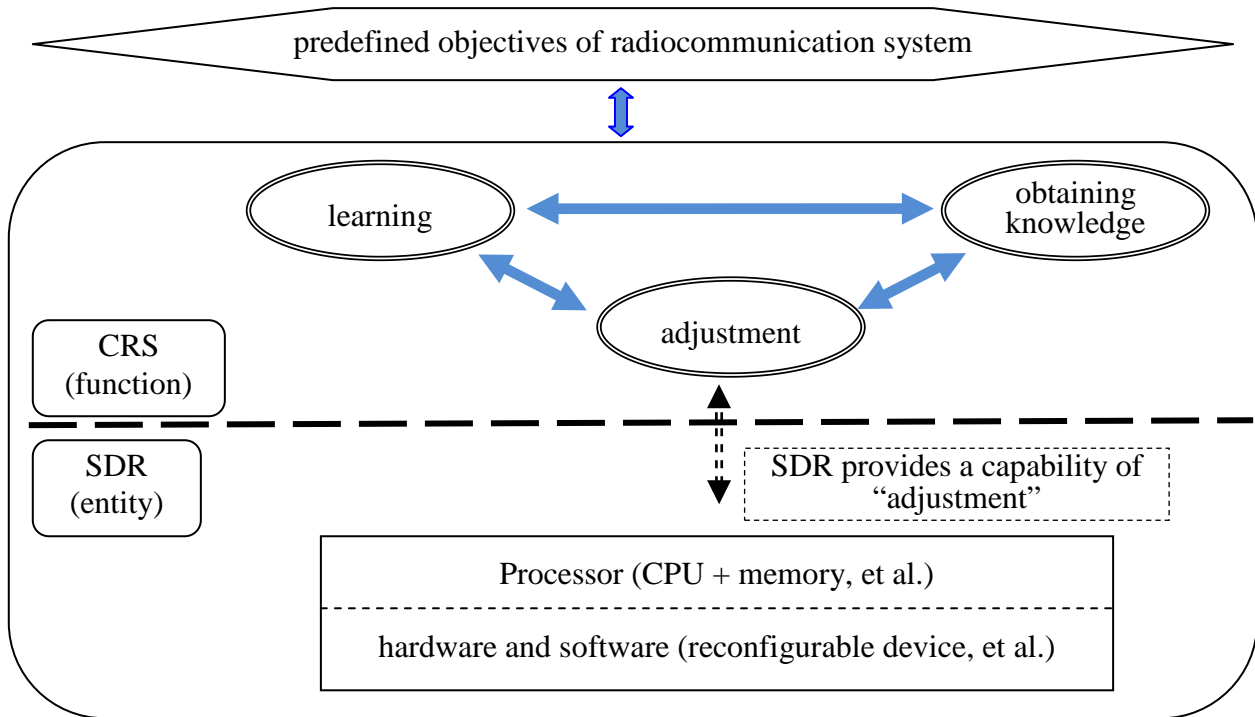 predefined objectives of radiocommunication system
learning
obtaining
knowledge
adjustment
CRS
(function)
SDR
(entity)
SDR provides a capability of
“adjustment”
Processor (CPU + memory, et al.)
hardware and software (reconfigurable device, et al.)